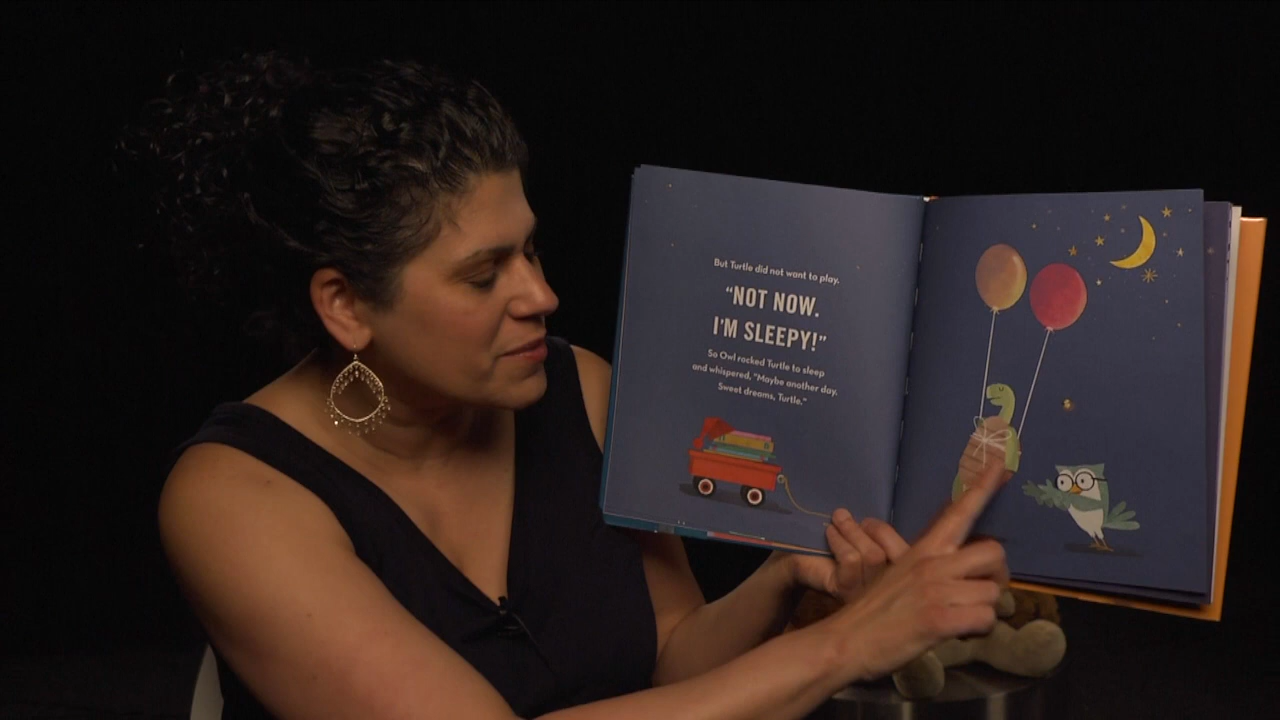 But Turtle did not want to play.
"NOT NOW.
I'M SLEEPY!"
So Owl rocked Turtle to sleep
and whispered, "Maybe another day.
Sweet dreams, Turtle."